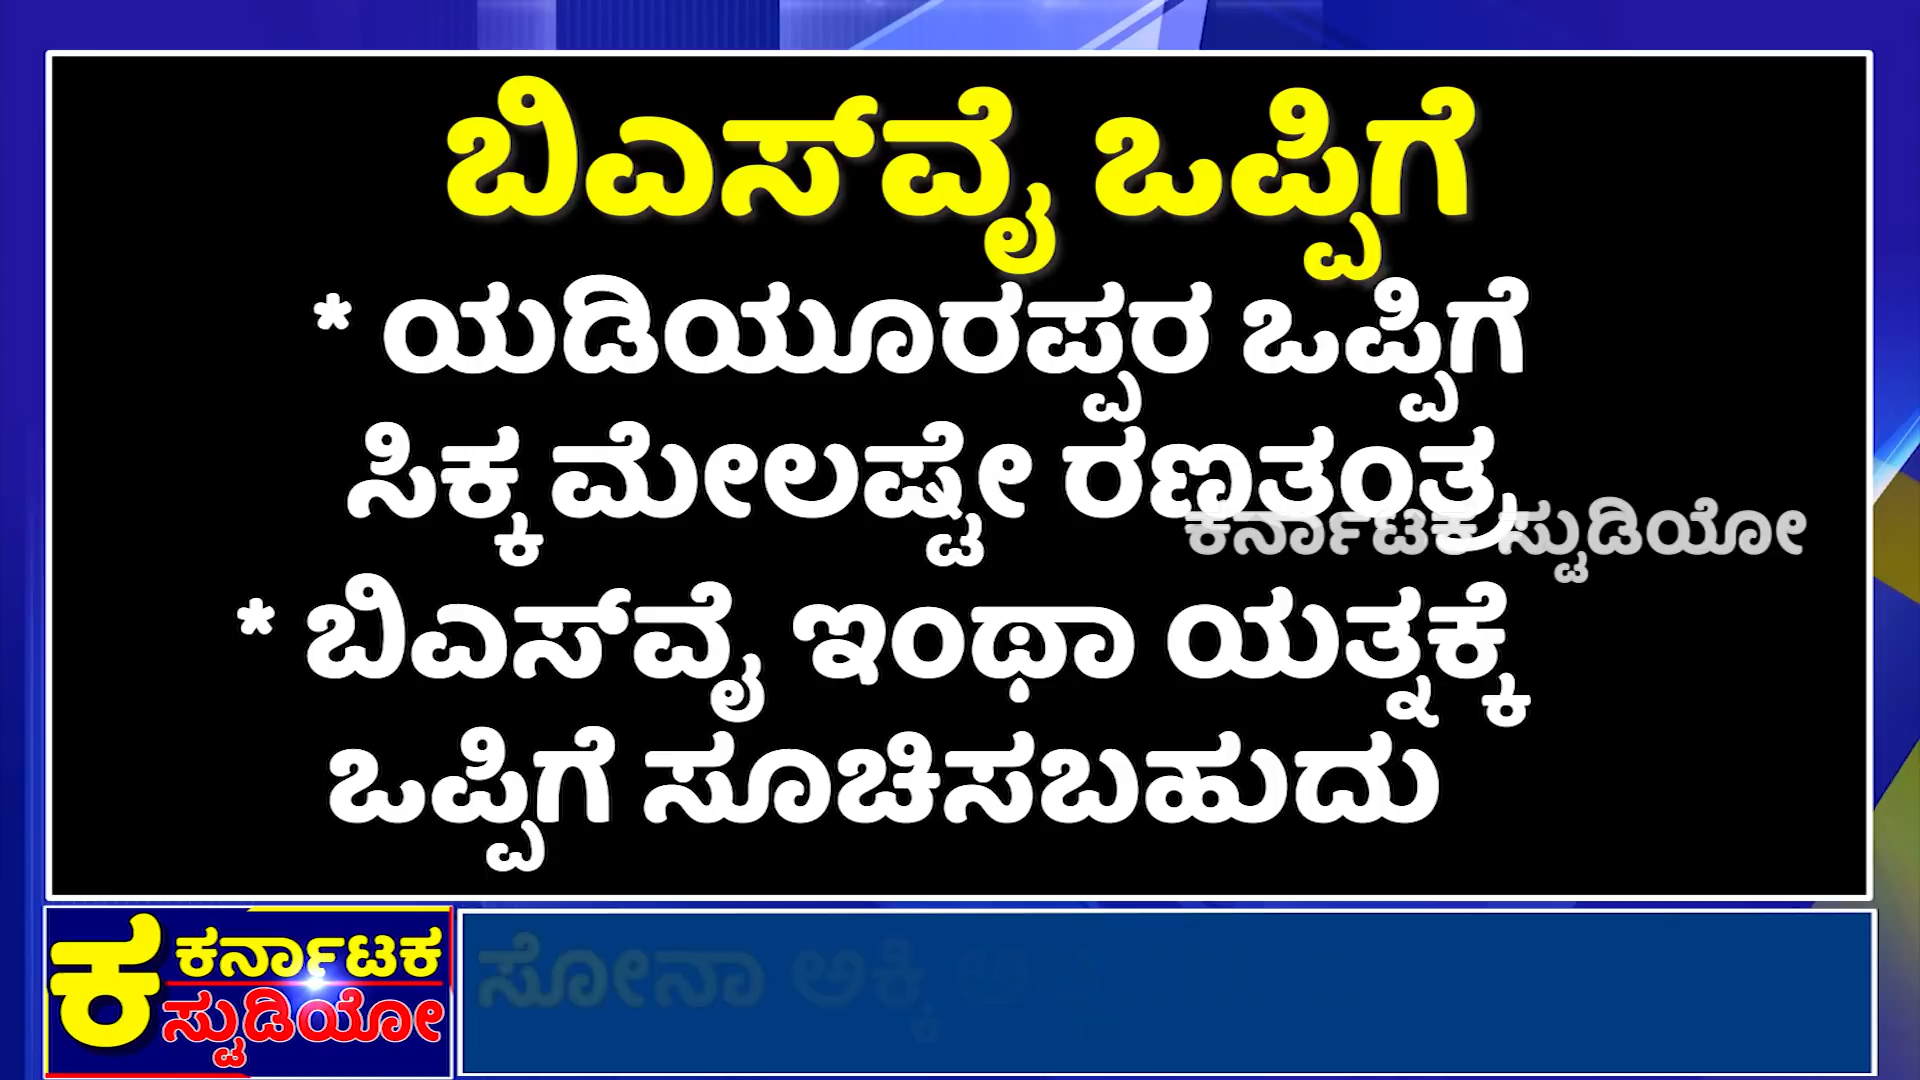 ಬಿಎಸ್‌ವೈ ಒಪ್ಪಿಗೆ
* ಯಡಿಯೂರಪ್ಪರ ಒಪ್ಪಿಗೆ
ಸಿಕ್ಕ ಮೇಲಷ್ಟೇ ರಣತಂತ್ರ
ಕರ್ನಾಟಕ ಸ್ಟುಡಿಯೋ
* ಬಿಎಸ್‌ವೈ ಇಂಥಾ ಯತ್ನಕ್ಕೆ
ಒಪ್ಪಿಗೆ ಸೂಚಿಸಬಹುದು
ಕ ಕರ್ನಾಟಕ
ಸ್ಟುಡಿಯೋ
ಸೋನಾ ಅಕ್ಕಿ